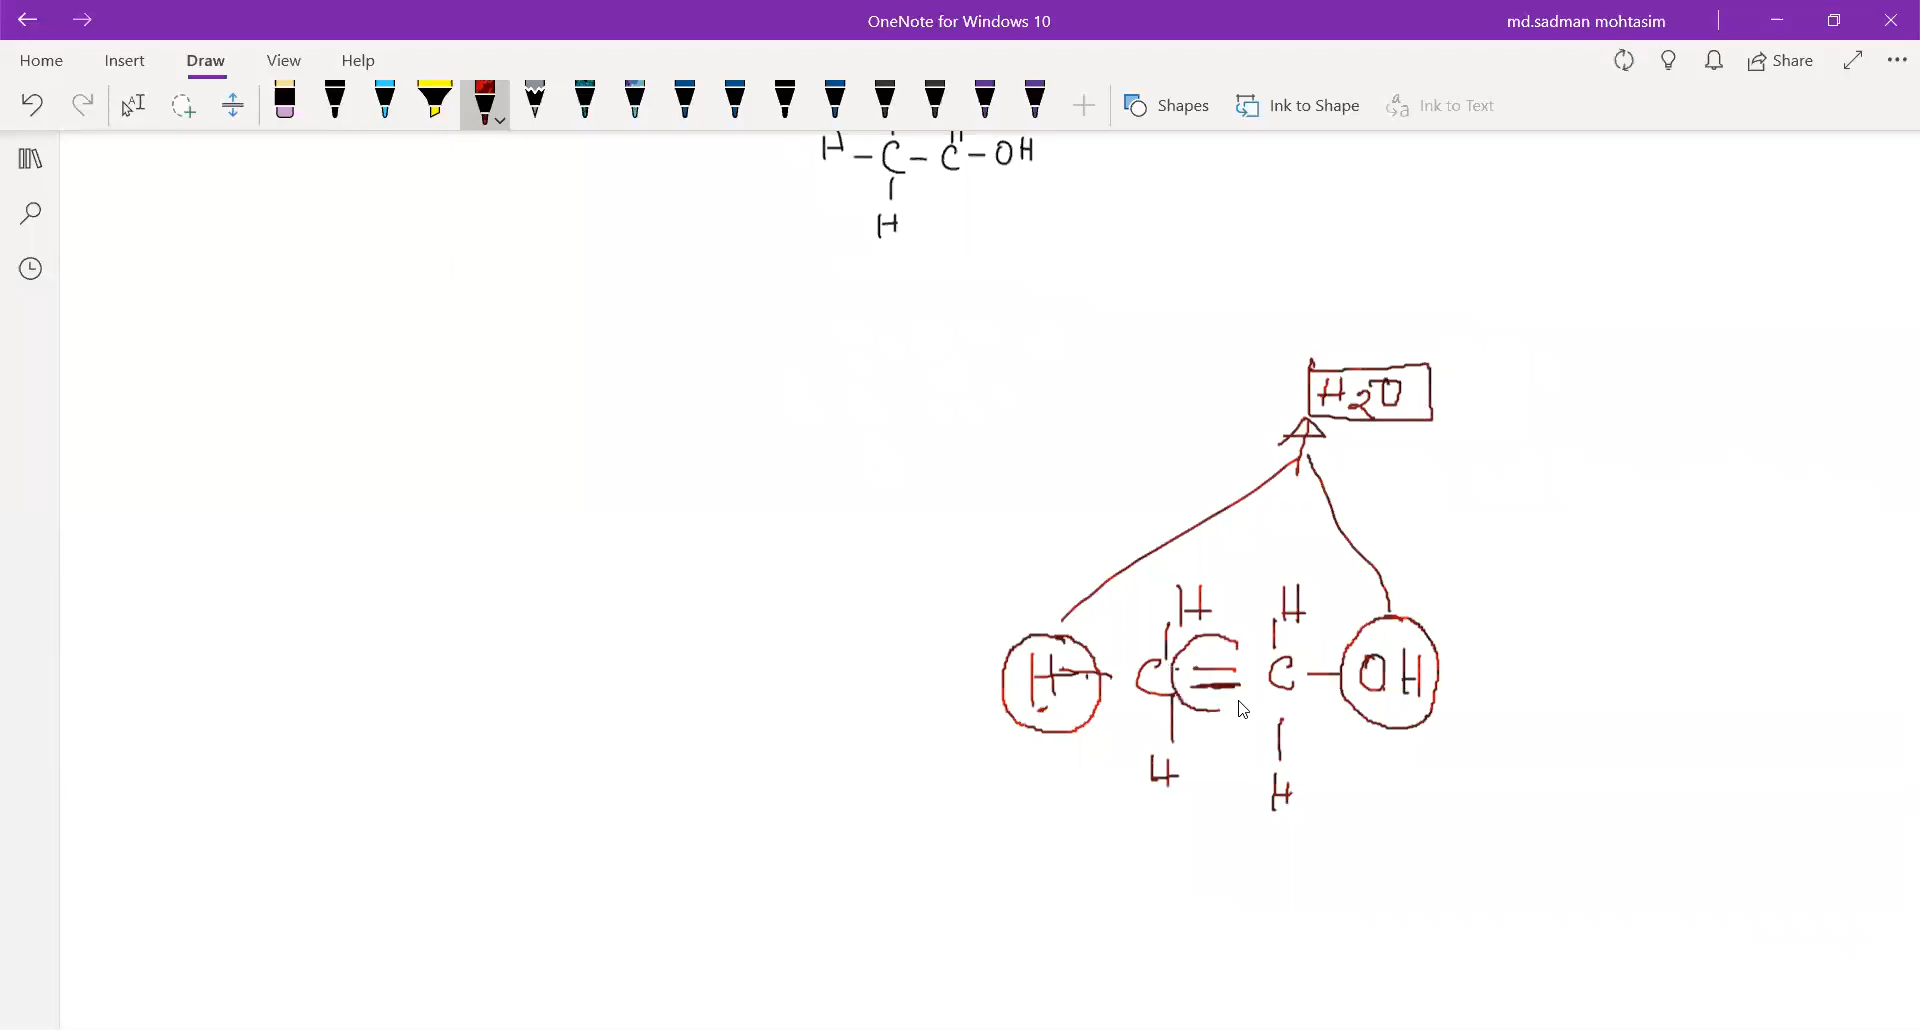 OneNote for Windows 10
md.sadman mohtasim
Home Insert Draw View Help
Share
Shapes Ink to Shape Ink to Text
H - C - C - OH
H
H2O
H H
H - C = C - OH
H H